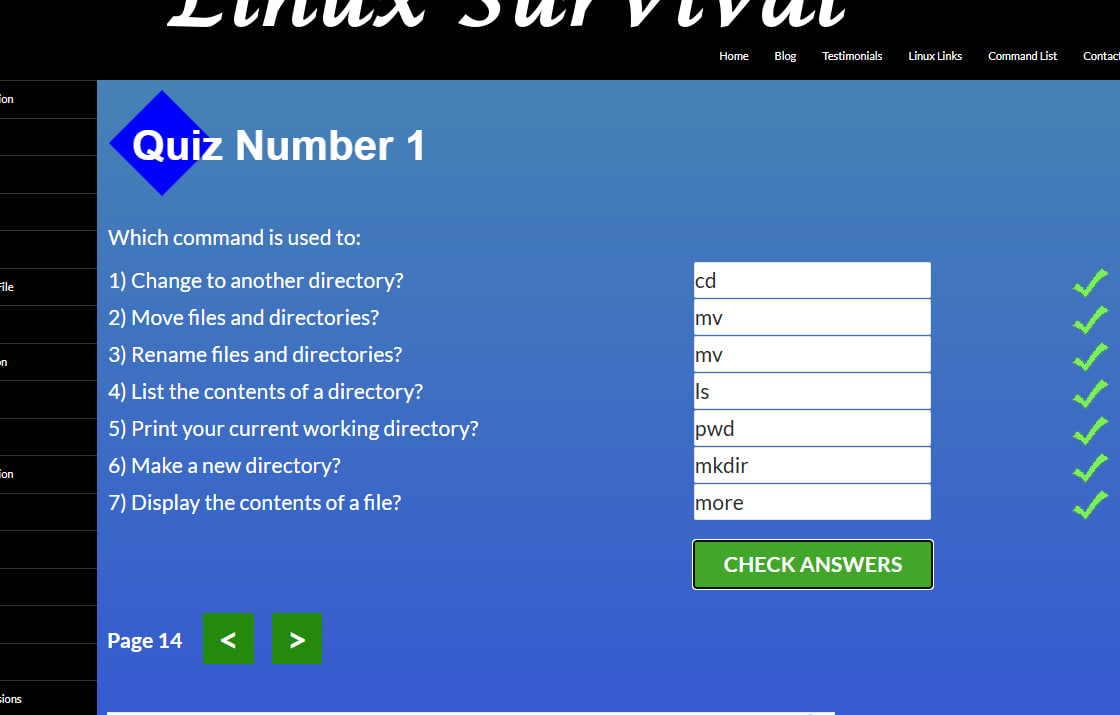 Linux Survival
Home Blog Testimonials Linux Links Command List Contact
ion
Quiz Number 1
Which command is used to:
1) Change to another directory? cd
2) Move files and directories? mv
File
3) Rename files and directories? mv
on
4) List the contents of a directory? ls
5) Print your current working directory? pwd
6) Make a new directory? mkdir
ion
7) Display the contents of a file? more
CHECK ANSWERS
Page 14 < >
sions